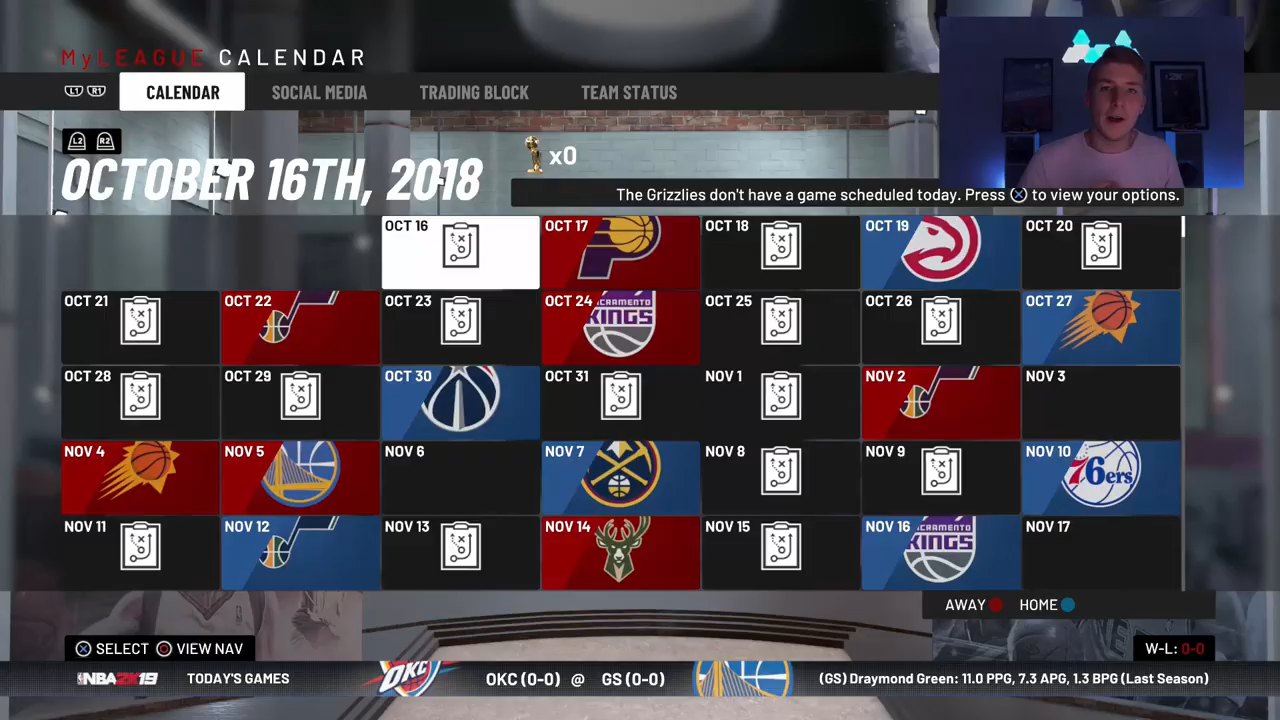 MyLEAGUE CALENDAR
L1 R1 CALENDAR SOCIAL MEDIA TRADING BLOCK TEAM STATUS
L2 R2
OCTOBER 16TH, 2018
x0
The Grizzlies don't have a game scheduled today. Press to view your options.
OCT 16 OCT 17 OCT 18 OCT 19 OCT 20
OCT 21 OCT 22 OCT 23 OCT 24 OCT 25 OCT 26 OCT 27
SACRAMENTO
KINGS
OCT 28 OCT 29 OCT 30 OCT 31 NOV 1 NOV 2 NOV 3
NOV 4 NOV 5 NOV 6 NOV 7 NOV 8 NOV 9 NOV 10
76ers
NOV 11 NOV 12 NOV 13 NOV 14 NOV 15 NOV 16 NOV 17
SACRAMENTO
KINGS
AWAY HOME
SELECT VIEW NAV
W-L: 0-0
NBA2K19 TODAY'S GAMES OKC OKC (0-0) @ GS (0-0) (GS) Draymond Green: 11.0 PPG, 7.3 APG, 1.3 BPG (Last Season)